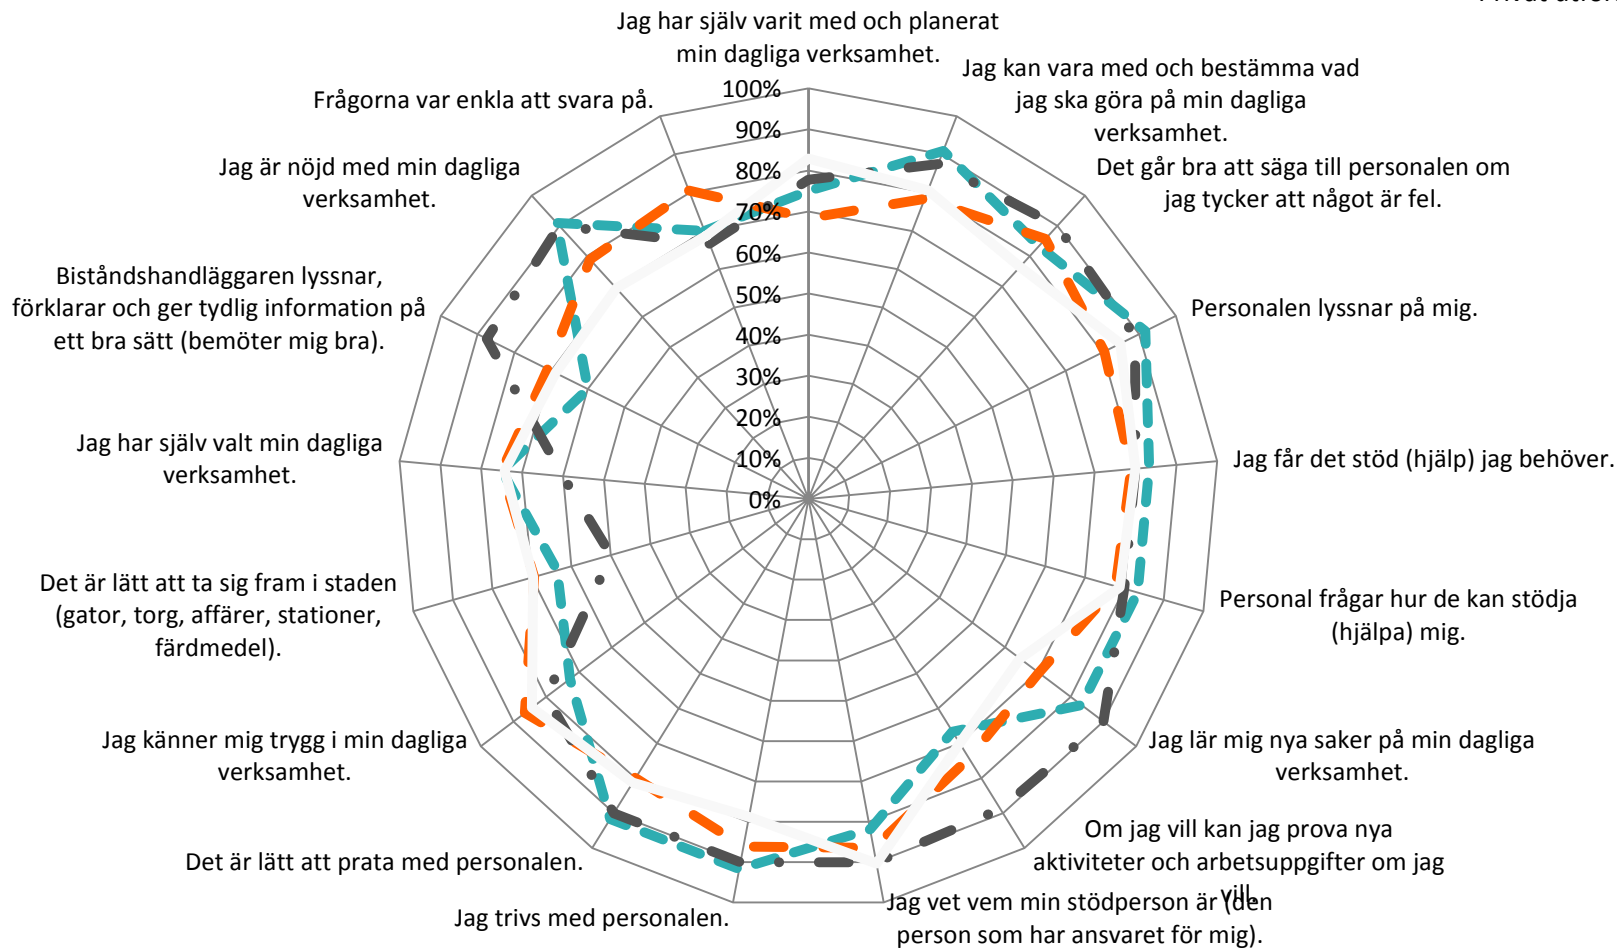 Jag har själv varit med och planerat
min dagliga verksamhet.
Jag kan vara med och bestämma vad
jag ska göra på min dagliga
verksamhet.
Det går bra att säga till personalen om
jag tycker att något är fel.
Personalen lyssnar på mig.
Jag får det stöd (hjälp) jag behöver.
Personal frågar hur de kan stödja
(hjälpa) mig.
Jag lär mig nya saker på min dagliga
verksamhet.
Om jag vill kan jag prova nya
aktiviteter och arbetsuppgifter om jag
vill.
Jag vet vem min stödperson är (den
person som har ansvaret för mig).
Jag trivs med personalen.
Det är lätt att prata med personalen.
Jag känner mig trygg i min dagliga
verksamhet.
Det är lätt att ta sig fram i staden
(gator, torg, affärer, stationer,
färdmedel).
Jag har själv valt min dagliga
verksamhet.
Biståndshandläggaren lyssnar,
förklarar och ger tydlig information på
ett bra sätt (bemöter mig bra).
Jag är nöjd med min dagliga
verksamhet.
Frågorna var enkla att svara på.
100%
90%
80%
70%
60%
50%
40%
30%
20%
10%
0%